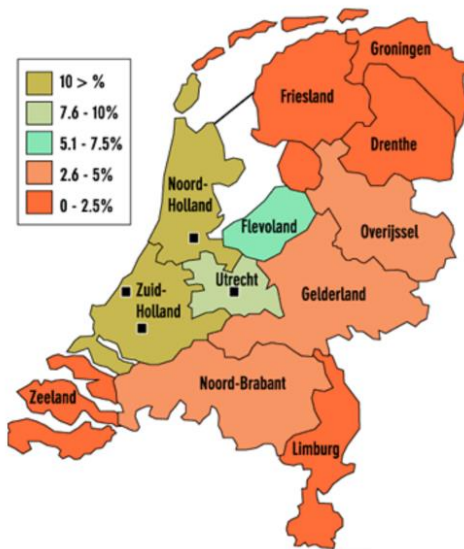 10 > %
7.6 - 10%
5.1 - 7.5%
2.6 - 5%
0 - 2.5%
Groningen
Friesland
Drenthe
Noord-
Holland
Flevoland
Overijssel
Utrecht
Zuid-
Holland
Gelderland
Zeeland
Noord-Brabant
Limburg